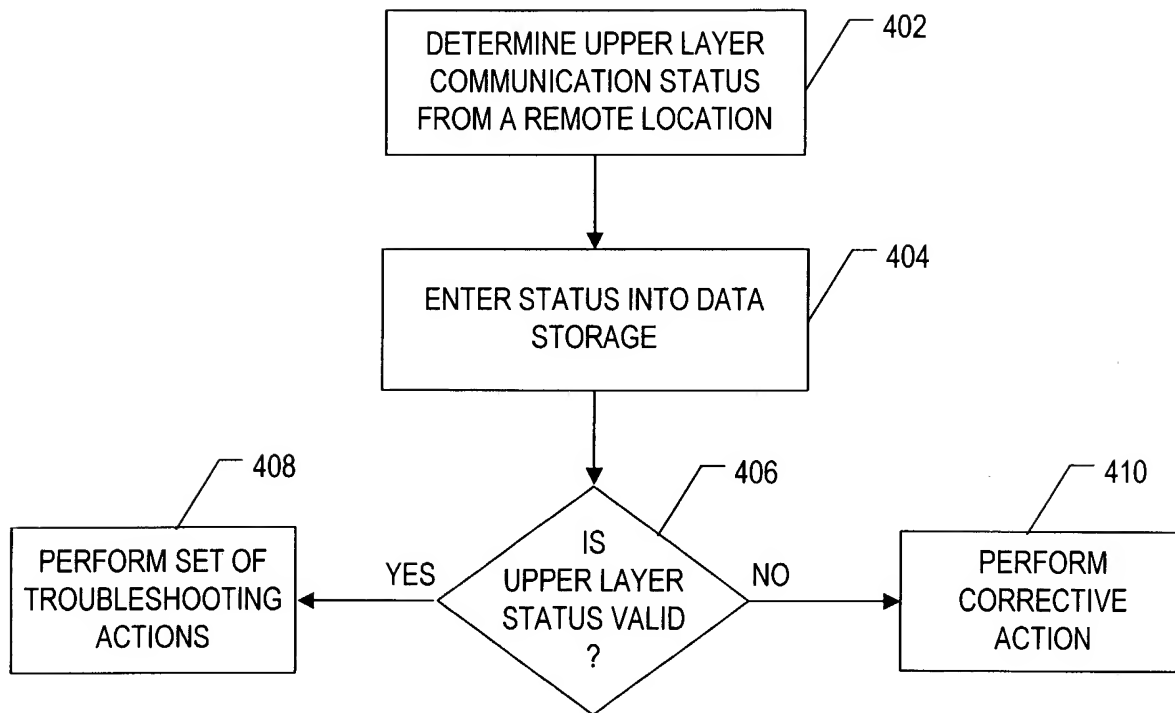 402
DETERMINE UPPER LAYER
COMMUNICATION STATUS
FROM A REMOTE LOCATION
404
ENTER STATUS INTO DATA
STORAGE
408
406
410
PERFORM SET OF
TROUBLESHOOTING
ACTIONS
YES
IS
UPPER LAYER
STATUS VALID
?
NO
PERFORM
CORRECTIVE
ACTION